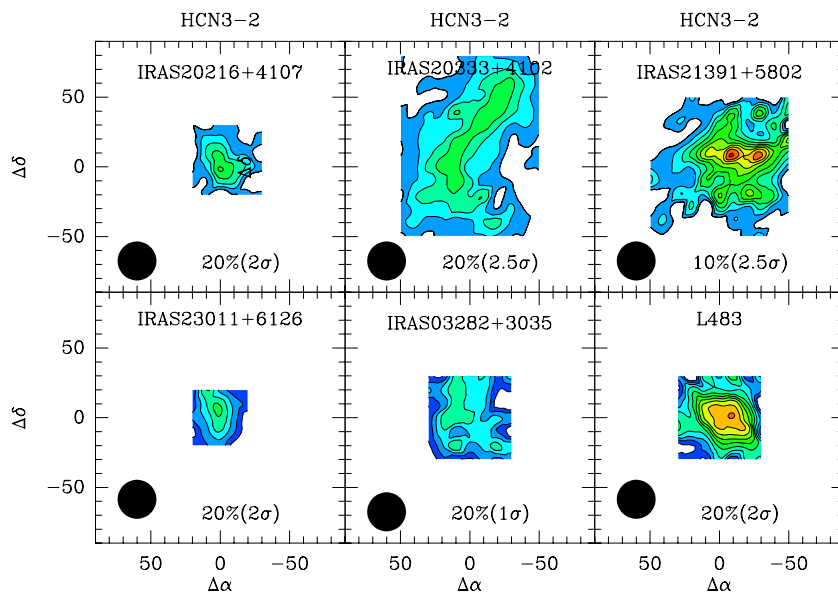 HCN3-2 HCN3-2 HCN3-2
IRAS20216+4107 IRAS20333+4102 IRAS21391+5802
50
Δδ 0
-50
20%(2σ) 20%(2.5σ) 10%(2.5σ)
IRAS23011+6126 IRAS03282+3035 L483
50
Δδ 0
-50
20%(2σ) 20%(1σ) 20%(2σ)
50 0 -50 50 0 -50 50 0 -50
Δα Δα Δα